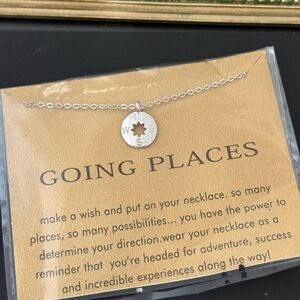 N
W E
S
GOING PLACES
make a wish and put on your necklace. so many
places, so many possibilities... you have the power to
determine your direction.wear your necklace as a
reminder that you're headed for adventure, success
and incredible experiences along the way!